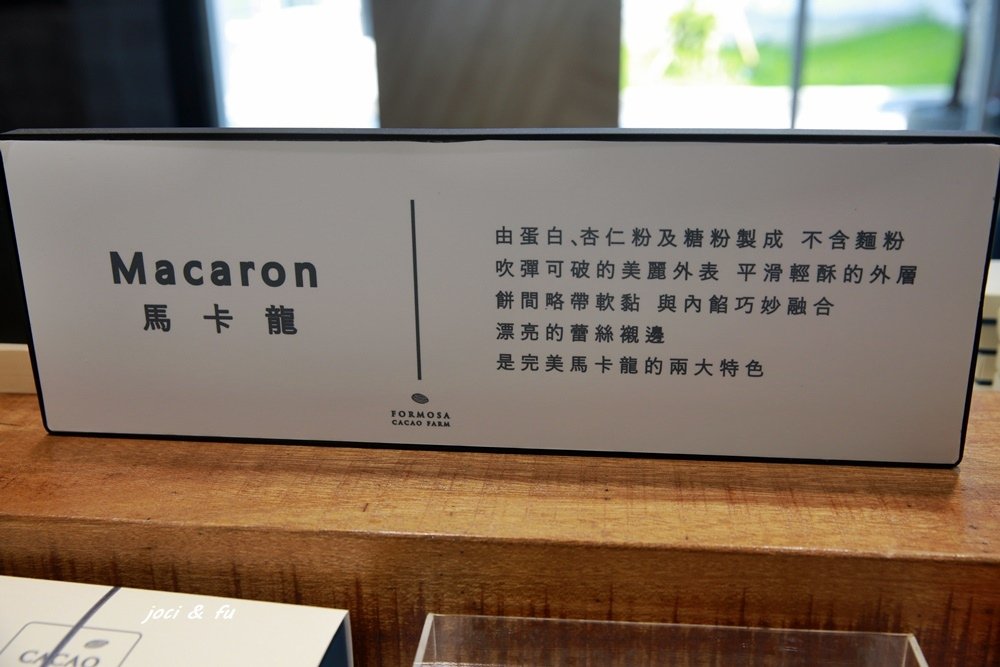 Macaron
馬卡龍
由蛋白、杏仁粉及糖粉製成 不含麵粉
吹彈可破的美麗外表 平滑輕酥的外層
餅間略帶軟黏 與內餡巧妙融合
漂亮的蕾絲襯邊
是完美馬卡龍的兩大特色
FORMOSA
CACAO FARM
joci & fu
CACAO